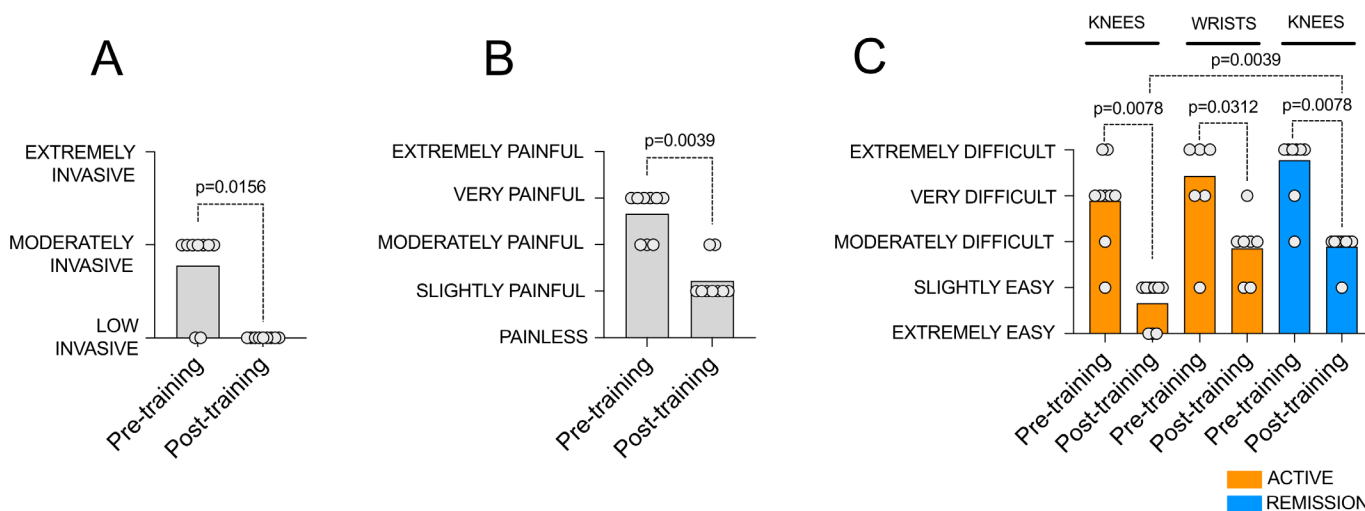 A
EXTREMELY
INVASIVE
MODERATELY
INVASIVE
LOW
INVASIVE
p=0.0156
Pre-training
Post-training
B
EXTREMELY PAINFUL
VERY PAINFUL
MODERATELY PAINFUL
SLIGHTLY PAINFUL
PAINLESS
p=0.0039
Pre-training
Post-training
C
KNEES
WRISTS
KNEES
p=0.0039
p=0.0078
p=0.0312
p=0.0078
EXTREMELY DIFFICULT
VERY DIFFICULT
MODERATELY DIFFICULT
SLIGHTLY EASY
EXTREMELY EASY
Pre-training
Post-training
Pre-training
Post-training
Pre-training
Post-training
ACTIVE
REMISSION